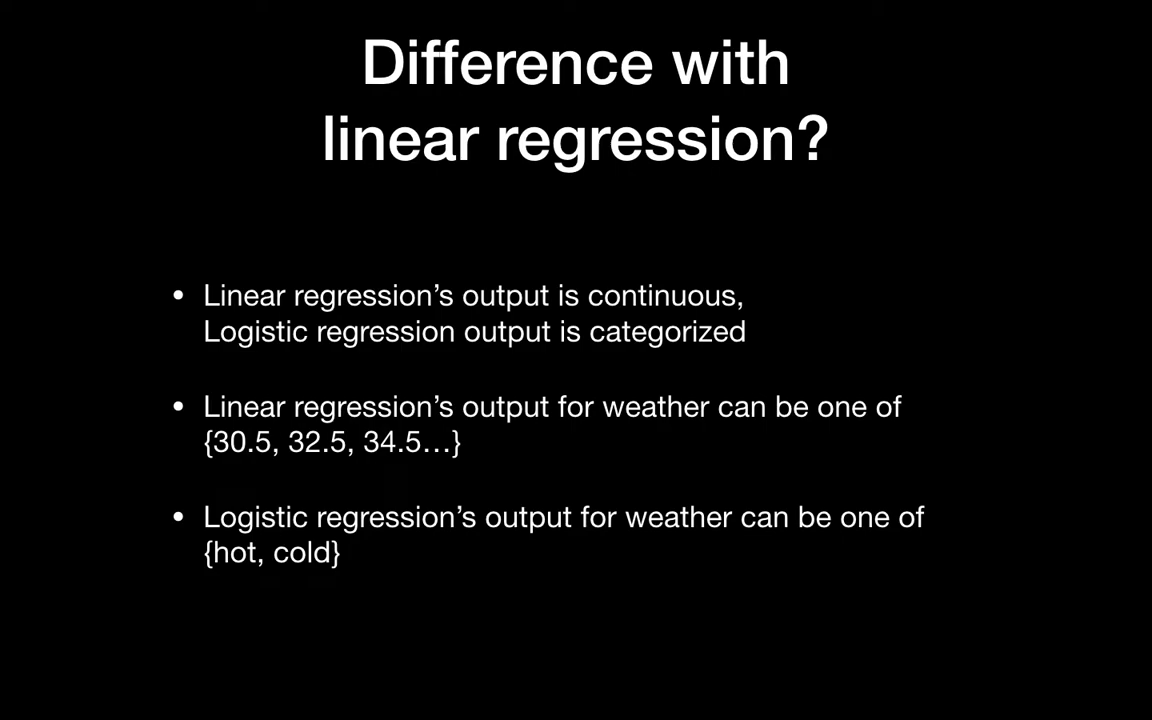 Difference with
linear regression?
• Linear regression’s output is continuous,
Logistic regression output is categorized
• Linear regression’s output for weather can be one of
{30.5, 32.5, 34.5…}
• Logistic regression’s output for weather can be one of
{hot, cold}